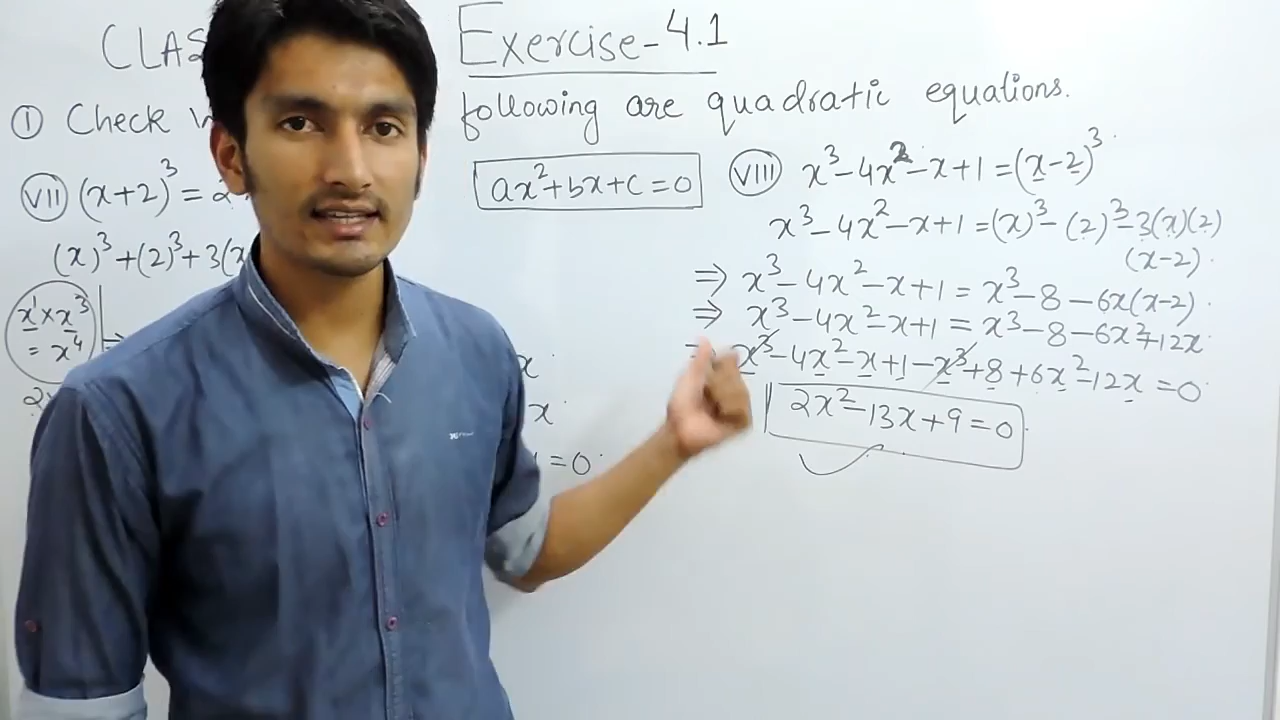 CLAS
Exercise-4.1
① Check w
following are quadratic equations.
VII (x+2)³ = 2
(x)³+(2)³+3(x
x¹ × x³
= x⁴
2x
x
x
=0
ax²+bx+c=0
VIII x³-4x²-x+1=(x-2)³
x³-4x²-x+1=(x)³-(2)³-3(x)(2)
(x-2).
⇒ x³-4x²-x+1 = x³-8-6x(x-2).
⇒ x³-4x²-x+1 = x³-8-6x²+12x
⇒ x³-4x²-x+1-x³+8+6x²-12x=0
2x²-13x+9=0